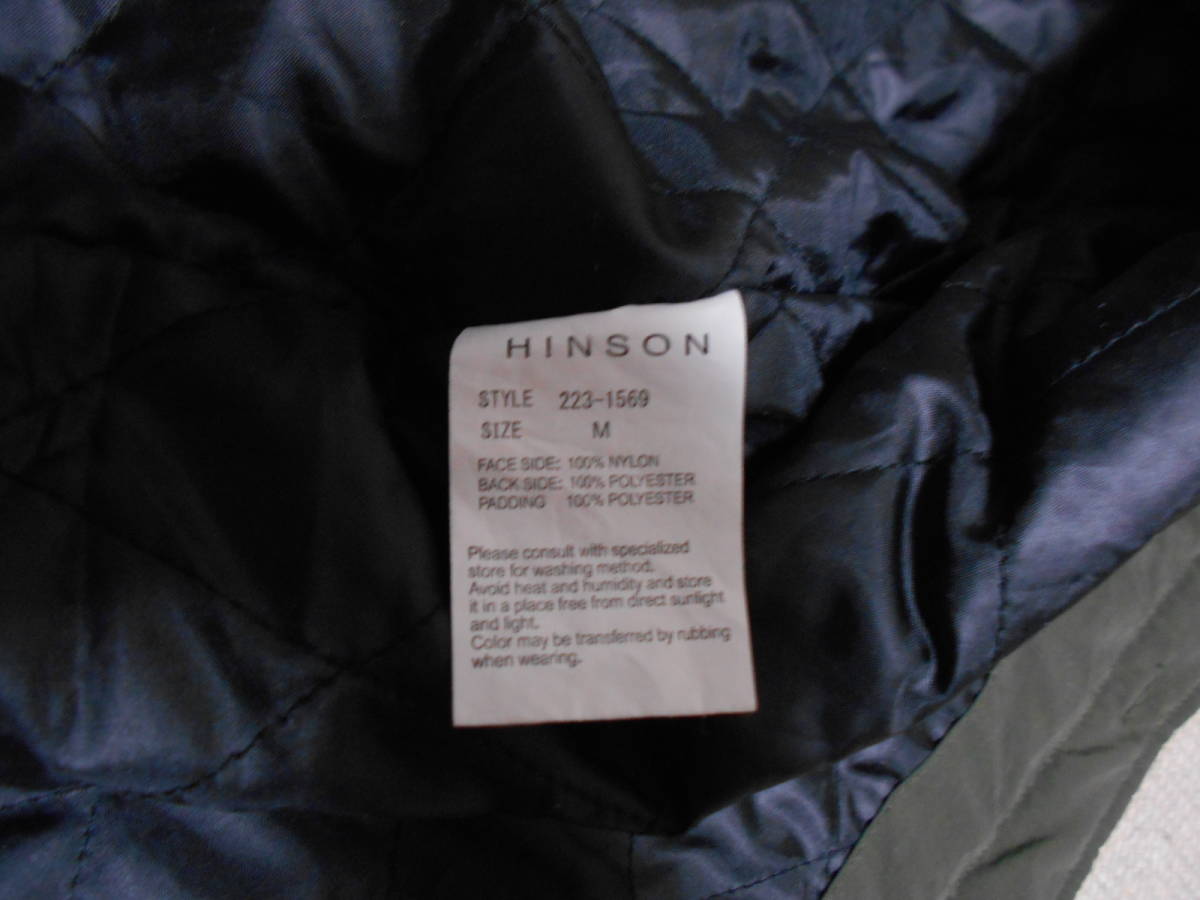 HINSON
STYLE 223-1569
SIZE M
FACE SIDE: 100% NYLON
BACK SIDE: 100% POLYESTER
PADDING 100% POLYESTER
Please consult with specialized
store for washing method.
Avoid heat and humidity and store
it in a place free from direct sunlight
and light.
Color may be transferred by rubbing
when wearing.